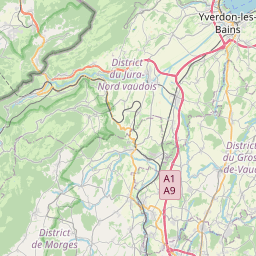 Yverdon-les-
Bains
District
du Jura-
Nord vaudois
A1
A9
District
du Gros-
de-Vaud
District
de Morges